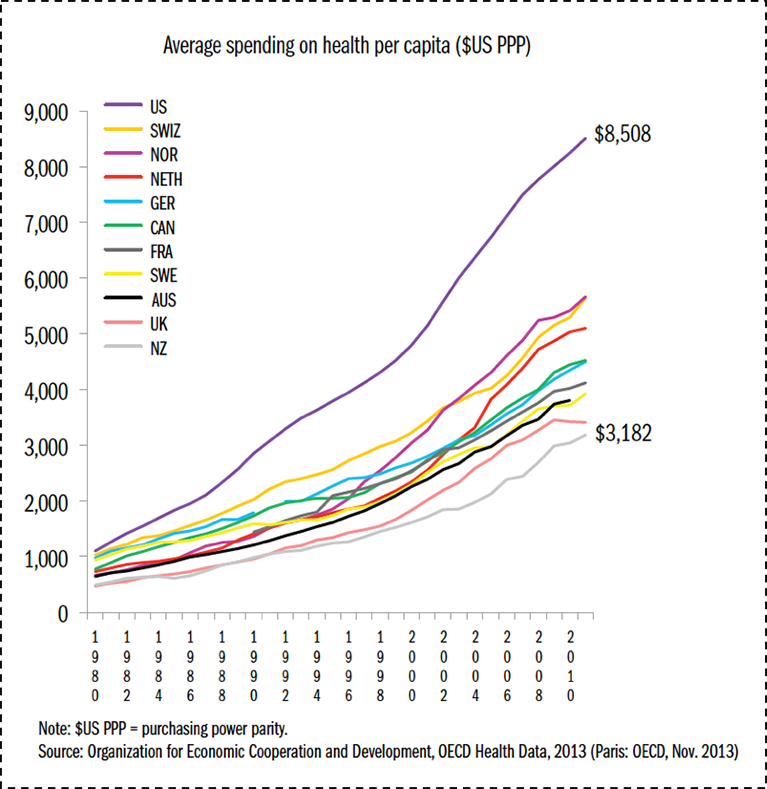 Average spending on health per capita ($US PPP)
9,000
8,000
7,000
6,000
5,000
4,000
3,000
2,000
1,000
0
US
SWIZ
NOR
NETH
GER
CAN
FRA
SWE
AUS
UK
NZ
$8,508
$3,182
1980 1982 1984 1986 1988 1990 1992 1994 1996 1998 2000 2002 2004 2006 2008 2010
Note: $US PPP = purchasing power parity.
Source: Organization for Economic Cooperation and Development, OECD Health Data, 2013 (Paris: OECD, Nov. 2013)